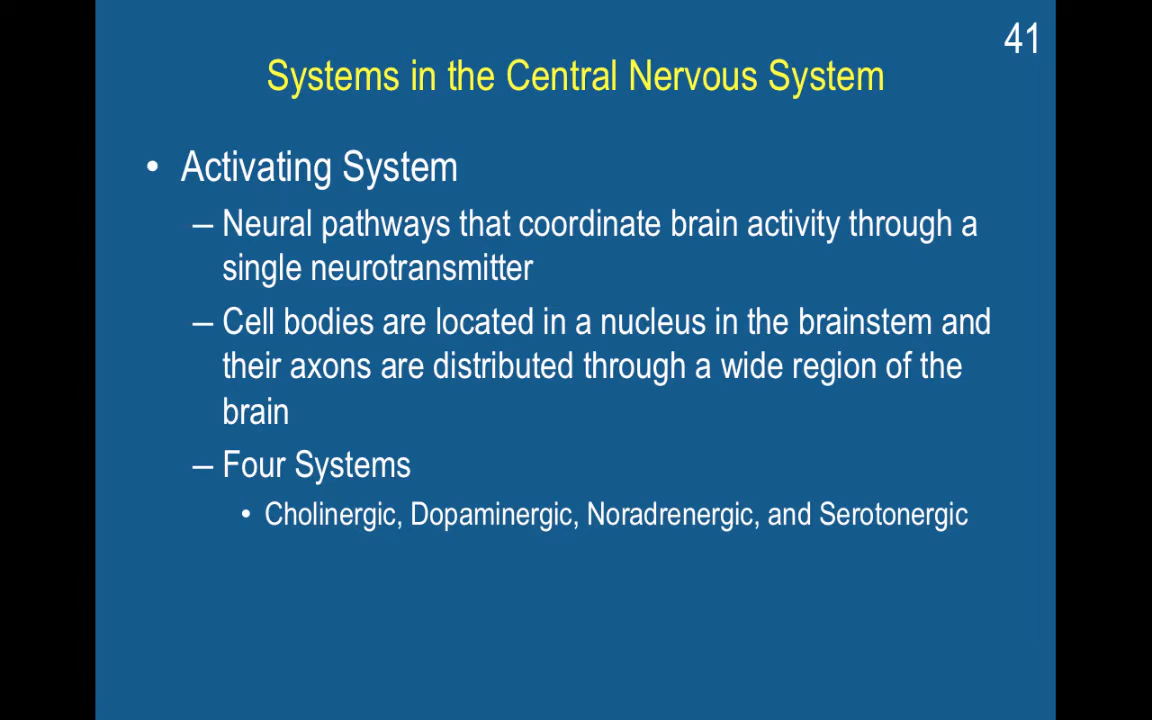 41
Systems in the Central Nervous System
• Activating System
– Neural pathways that coordinate brain activity through a
single neurotransmitter
– Cell bodies are located in a nucleus in the brainstem and
their axons are distributed through a wide region of the
brain
– Four Systems
• Cholinergic, Dopaminergic, Noradrenergic, and Serotonergic